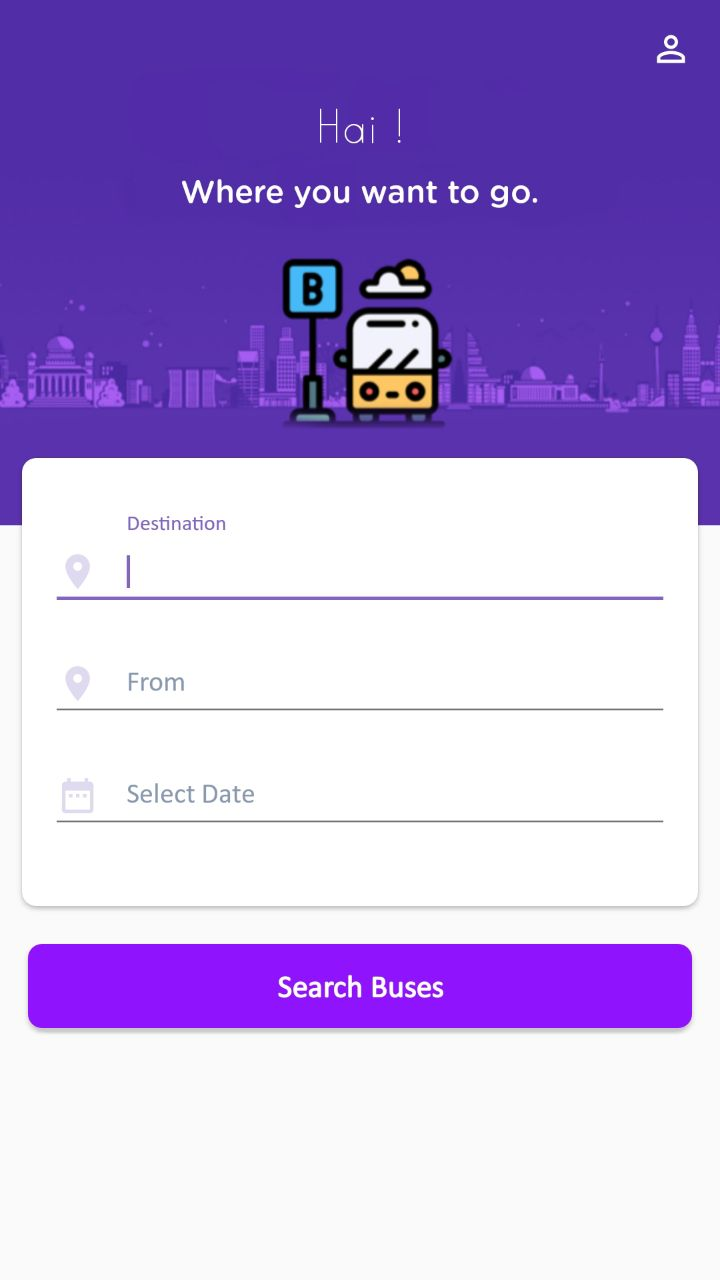 Hai !
Where you want to go.
B
Destination
From
Select Date
Search Buses